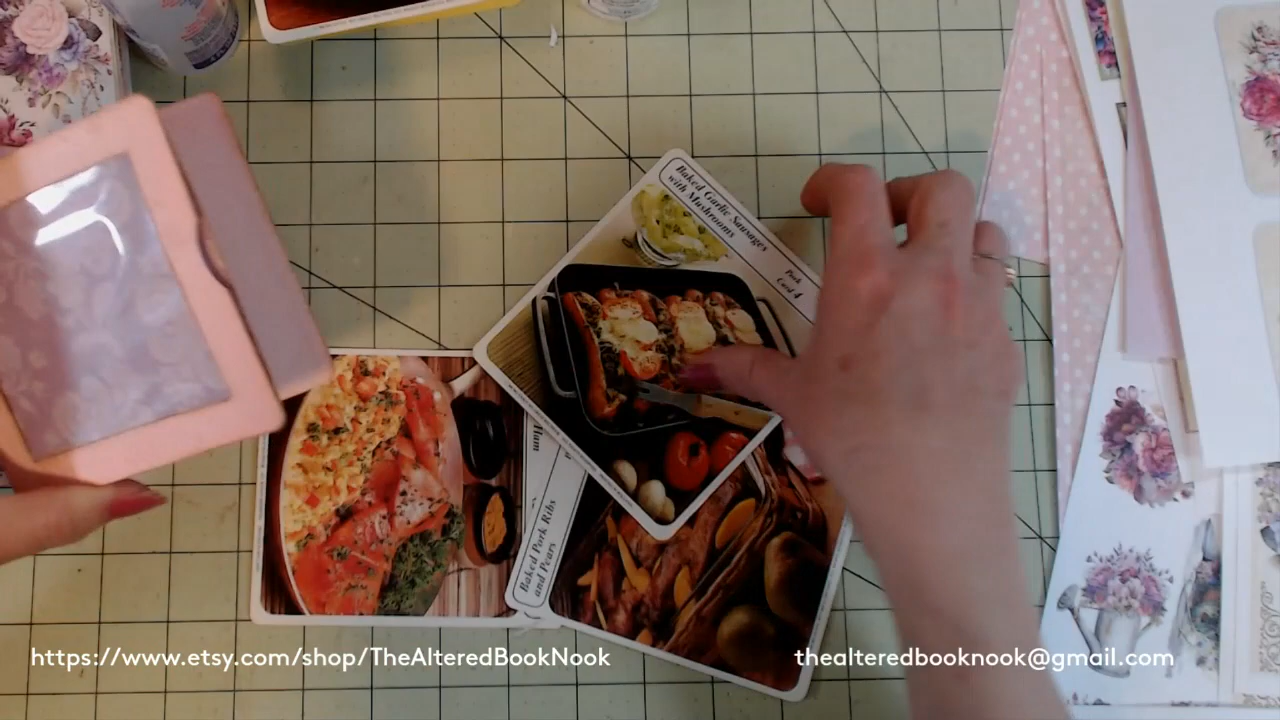 Baked Garlic Sausages
with Mushrooms
Pork
Card 4
Ham
Baked Pork Ribs
and Pears
https://www.etsy.com/shop/TheAlteredBookNook
thealteredbooknook@gmail.com